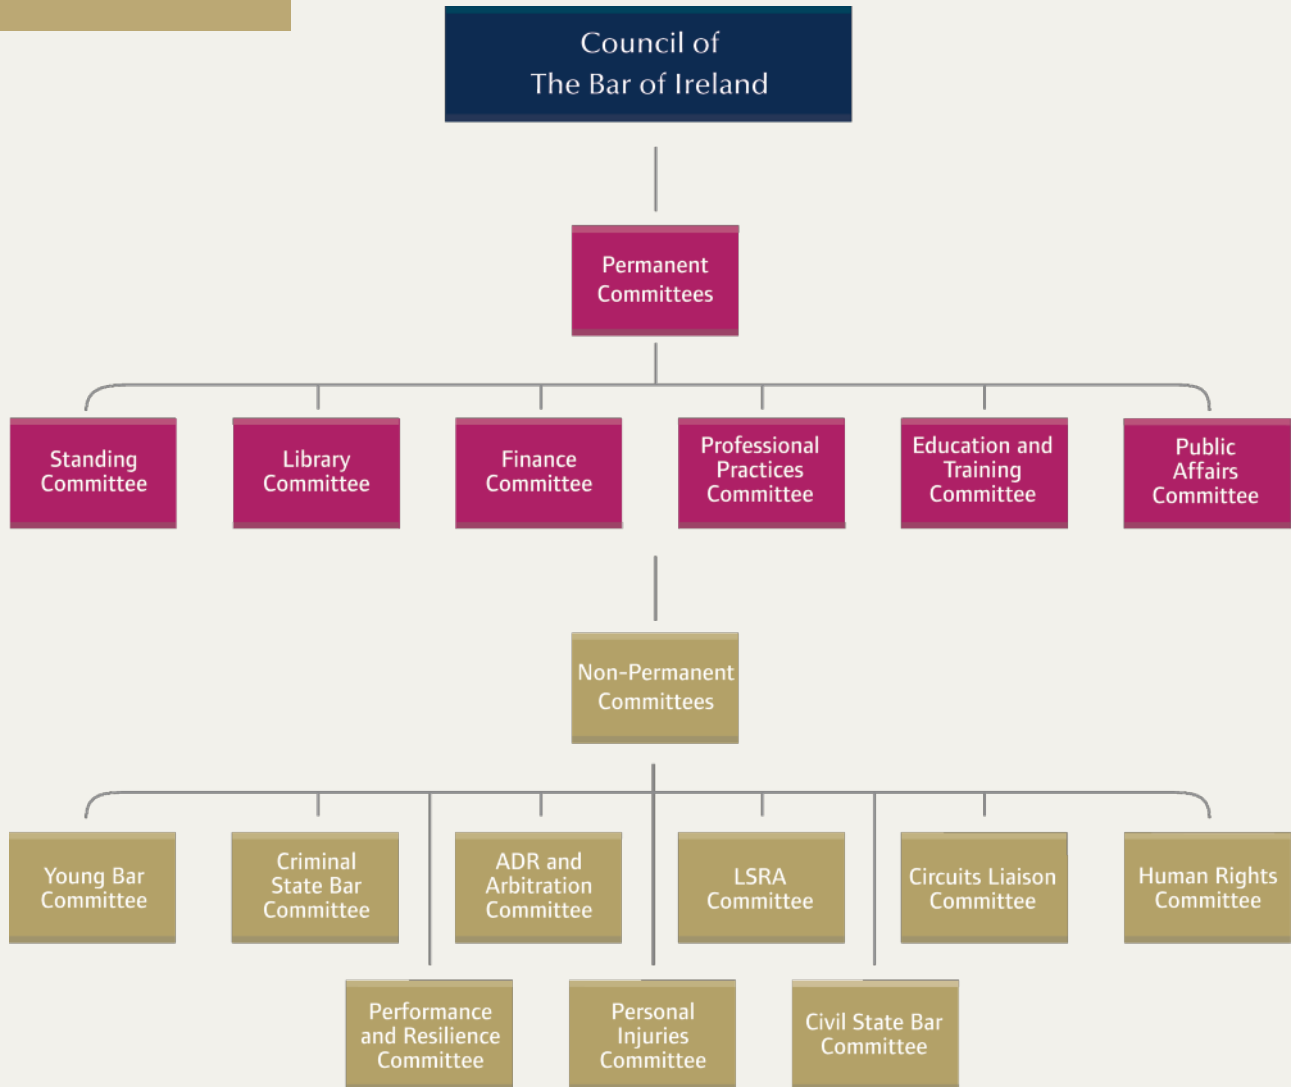 Council of
The Bar of Ireland
Permanent
Committees
Standing
Committee
Library
Committee
Finance
Committee
Professional
Practices
Committee
Education and
Training
Committee
Public
Affairs
Committee
Non-Permanent
Committees
Young Bar
Committee
Criminal
State Bar
Committee
ADR and
Arbitration
Committee
LSRA
Committee
Circuits Liaison
Committee
Human Rights
Committee
Performance
and Resilience
Committee
Personal
Injuries
Committee
Civil State Bar
Committee